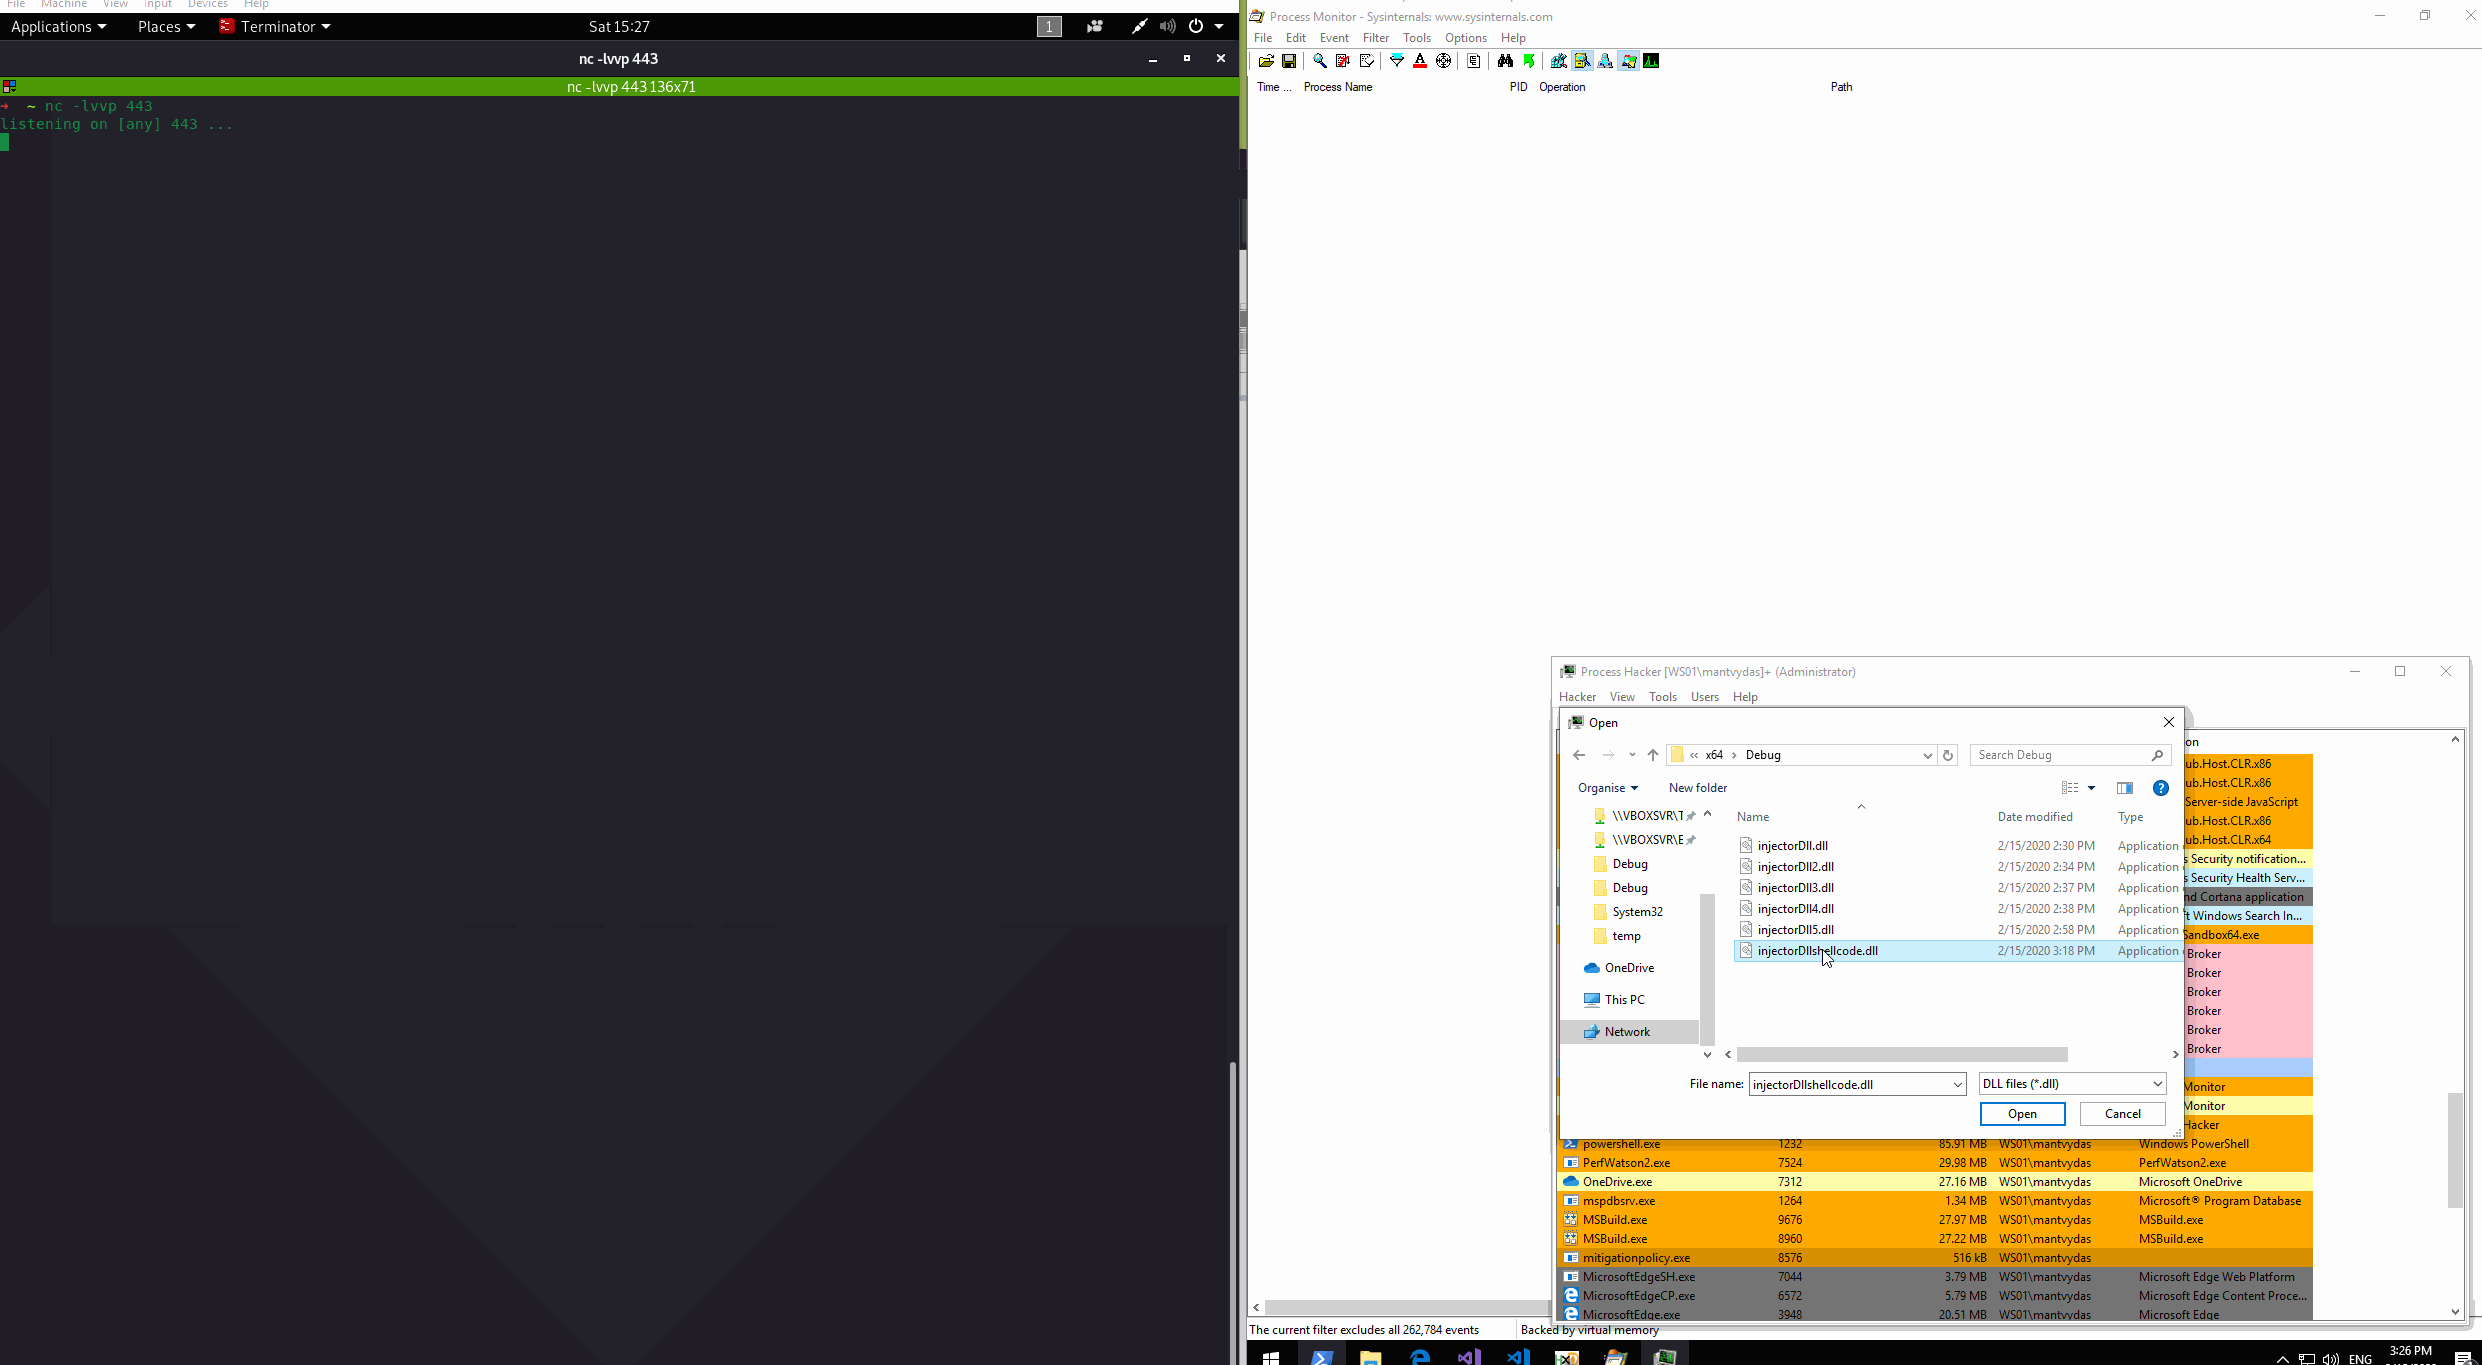 File Machine View Input Devices Help
Applications Places Terminator Sat 15:27 1
nc -lvvp 443
nc -lvvp 443 136x71
→ ~ nc -lvvp 443
listening on [any] 443 ...
Process Monitor - Sysinternals: www.sysinternals.com
File Edit Event Filter Tools Options Help
Time ... Process Name PID Operation Path
Process Hacker [WS01\mantvydas]+ (Administrator)
Hacker View Tools Users Help
Open
« x64 › Debug Search Debug
Organise New folder
Name Date modified Type
\\VBOXSVR\T
\\VBOXSVR\E
Debug
Debug
System32
temp
OneDrive
This PC
Network
injectorDll.dll 2/15/2020 2:30 PM Application
injectorDll2.dll 2/15/2020 2:34 PM Application
injectorDll3.dll 2/15/2020 2:37 PM Application
injectorDll4.dll 2/15/2020 2:38 PM Application
injectorDll5.dll 2/15/2020 2:58 PM Application
injectorDllshellcode.dll 2/15/2020 3:18 PM Application
File name: injectorDllshellcode.dll DLL files (*.dll)
Open Cancel
on
ub.Host.CLR.x86
ub.Host.CLR.x86
Server-side JavaScript
ub.Host.CLR.x86
ub.Host.CLR.x64
s Security notification...
s Security Health Serv...
nd Cortana application
t Windows Search In...
Sandbox64.exe
Broker
Broker
Broker
Broker
Broker
Broker
Monitor
Monitor
Hacker
powershell.exe 1232 85.91 MB WS01\mantvydas Windows PowerShell
PerfWatson2.exe 7524 29.98 MB WS01\mantvydas PerfWatson2.exe
OneDrive.exe 7312 27.16 MB WS01\mantvydas Microsoft OneDrive
mspdbsrv.exe 1264 1.34 MB WS01\mantvydas Microsoft® Program Database
MSBuild.exe 9676 27.97 MB WS01\mantvydas MSBuild.exe
MSBuild.exe 8960 27.22 MB WS01\mantvydas MSBuild.exe
mitigationpolicy.exe 8576 516 kB WS01\mantvydas
MicrosoftEdgeSH.exe 7044 3.79 MB WS01\mantvydas Microsoft Edge Web Platform
MicrosoftEdgeCP.exe 6572 5.79 MB WS01\mantvydas Microsoft Edge Content Proce...
MicrosoftEdge.exe 3948 20.51 MB WS01\mantvydas Microsoft Edge
The current filter excludes all 262,784 events Backed by virtual memory
ENG 3:26 PM